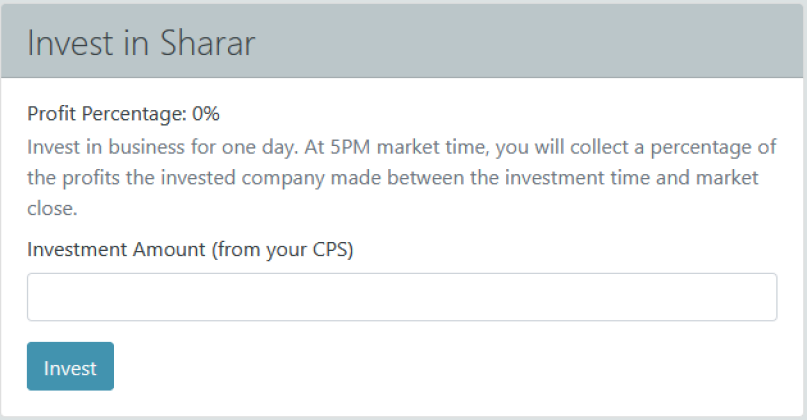 Invest in Sharar
Profit Percentage: 0%
Invest in business for one day. At 5PM market time, you will collect a percentage of
the profits the invested company made between the investment time and market
close.
Investment Amount (from your CPS)
Invest